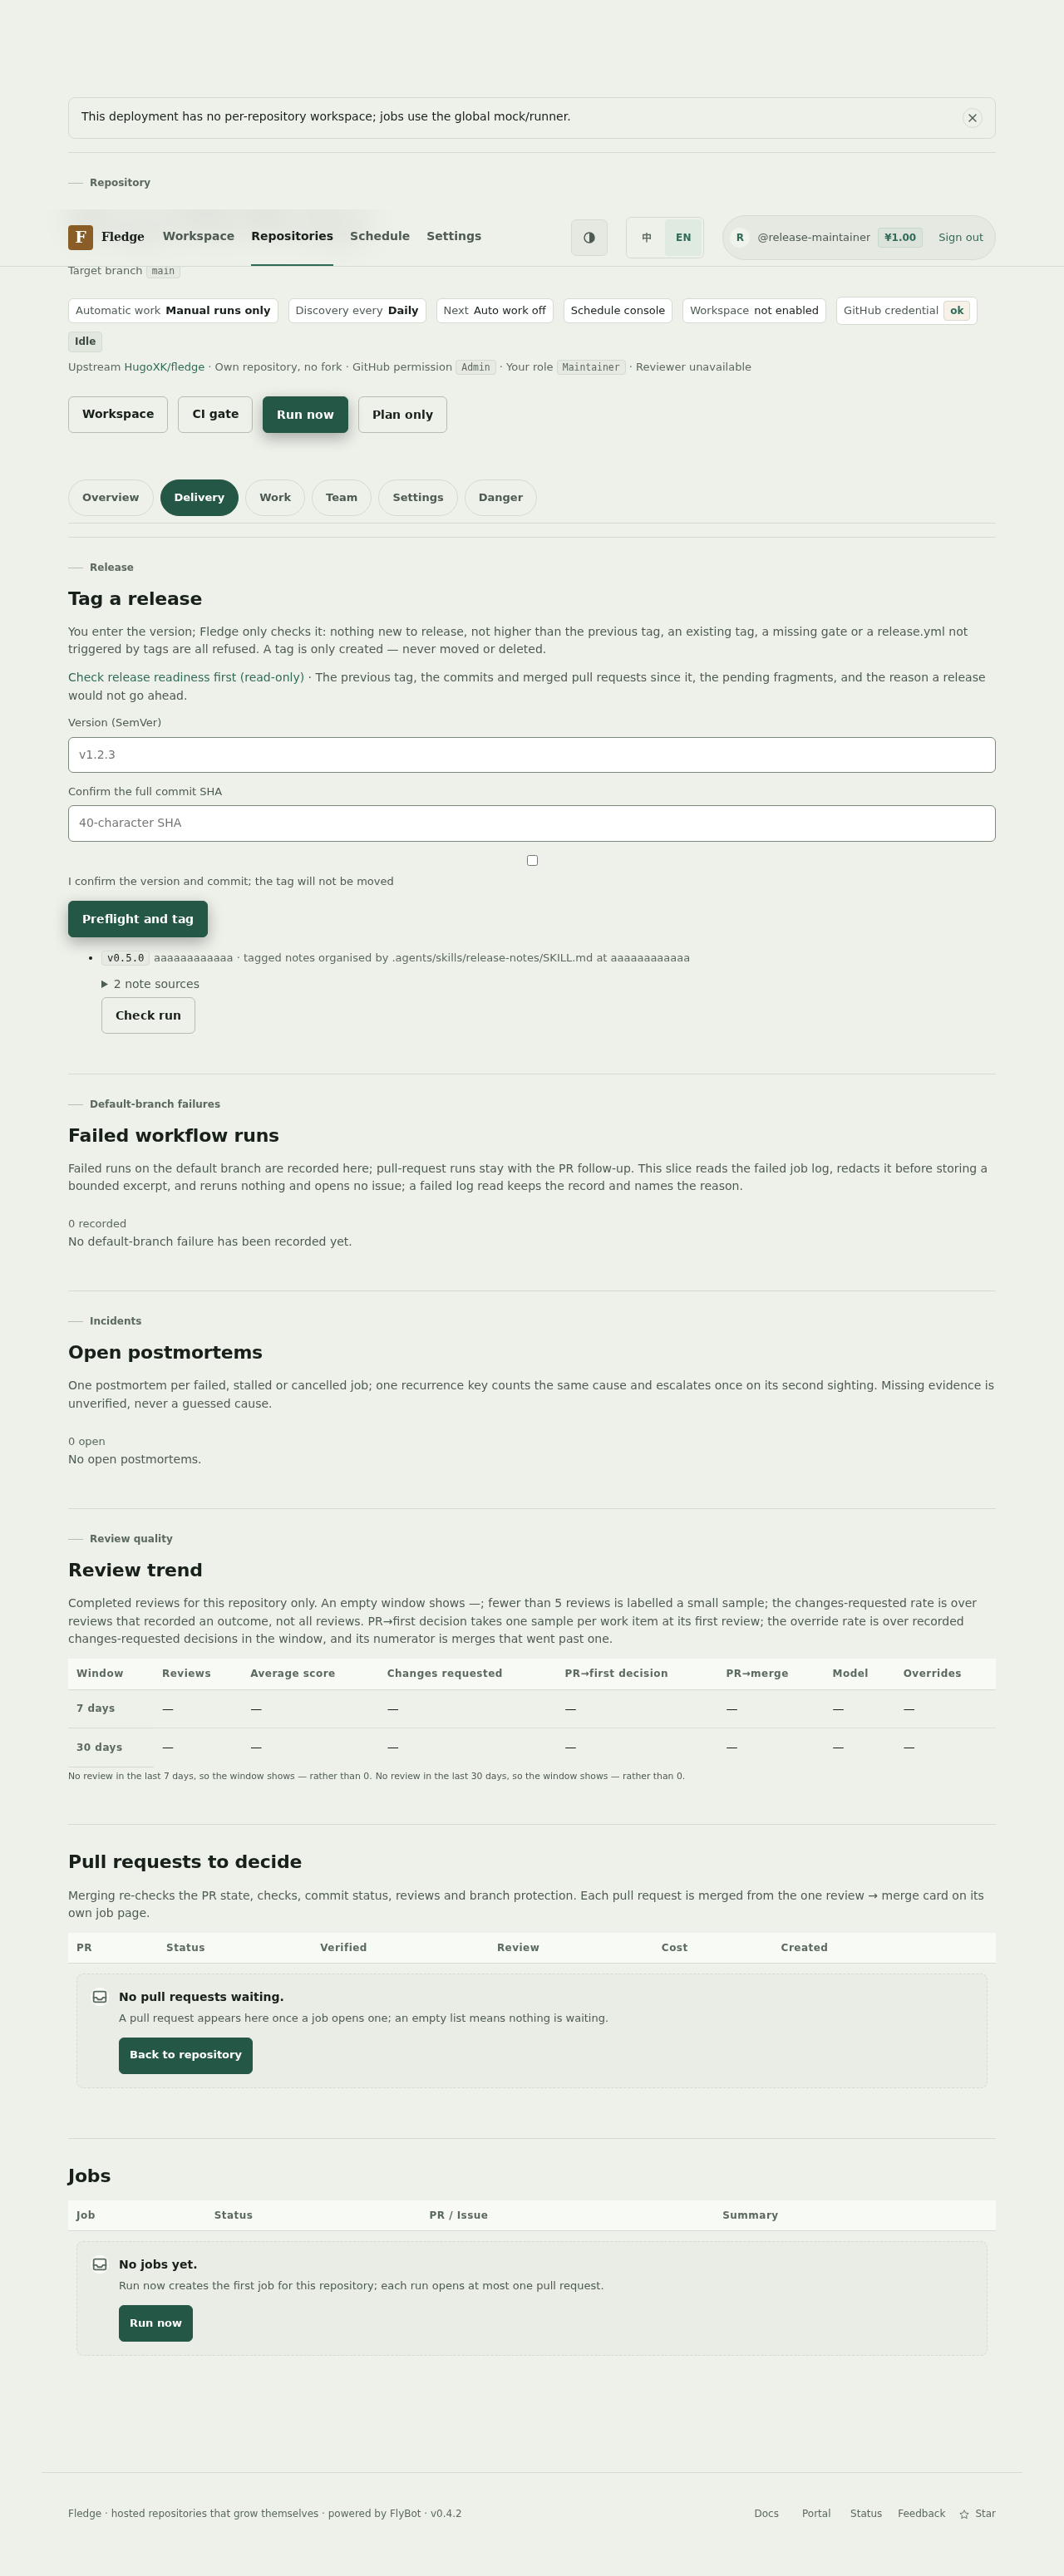 This deployment has no per-repository workspace; jobs use the global mock/runner.
Repository
F Fledge Workspace Repositories Schedule Settings 中 EN R @release-maintainer ¥1.00 Sign out
Target branch main
Automatic work Manual runs only Discovery every Daily Next Auto work off Schedule console Workspace not enabled GitHub credential ok
Idle
Upstream HugoXK/fledge · Own repository, no fork · GitHub permission Admin · Your role Maintainer · Reviewer unavailable
Workspace CI gate Run now Plan only
Overview Delivery Work Team Settings Danger
Release
Tag a release
You enter the version; Fledge only checks it: nothing new to release, not higher than the previous tag, an existing tag, a missing gate or a release.yml not
triggered by tags are all refused. A tag is only created — never moved or deleted.
Check release readiness first (read-only) · The previous tag, the commits and merged pull requests since it, the pending fragments, and the reason a release
would not go ahead.
Version (SemVer)
v1.2.3
Confirm the full commit SHA
40-character SHA
I confirm the version and commit; the tag will not be moved
Preflight and tag
• v0.5.0 aaaaaaaaaaaa · tagged notes organised by .agents/skills/release-notes/SKILL.md at aaaaaaaaaaaa
2 note sources
Check run
Default-branch failures
Failed workflow runs
Failed runs on the default branch are recorded here; pull-request runs stay with the PR follow-up. This slice reads the failed job log, redacts it before storing a
bounded excerpt, and reruns nothing and opens no issue; a failed log read keeps the record and names the reason.
0 recorded
No default-branch failure has been recorded yet.
Incidents
Open postmortems
One postmortem per failed, stalled or cancelled job; one recurrence key counts the same cause and escalates once on its second sighting. Missing evidence is
unverified, never a guessed cause.
0 open
No open postmortems.
Review quality
Review trend
Completed reviews for this repository only. An empty window shows —; fewer than 5 reviews is labelled a small sample; the changes-requested rate is over
reviews that recorded an outcome, not all reviews. PR→first decision takes one sample per work item at its first review; the override rate is over recorded
changes-requested decisions in the window, and its numerator is merges that went past one.
Window Reviews Average score Changes requested PR→first decision PR→merge Model Overrides
7 days — — — — — — —
30 days — — — — — — —
No review in the last 7 days, so the window shows — rather than 0. No review in the last 30 days, so the window shows — rather than 0.
Pull requests to decide
Merging re-checks the PR state, checks, commit status, reviews and branch protection. Each pull request is merged from the one review → merge card on its
own job page.
PR Status Verified Review Cost Created
No pull requests waiting.
A pull request appears here once a job opens one; an empty list means nothing is waiting.
Back to repository
Jobs
Job Status PR / Issue Summary
No jobs yet.
Run now creates the first job for this repository; each run opens at most one pull request.
Run now
Fledge · hosted repositories that grow themselves · powered by FlyBot · v0.4.2 Docs Portal Status Feedback Star